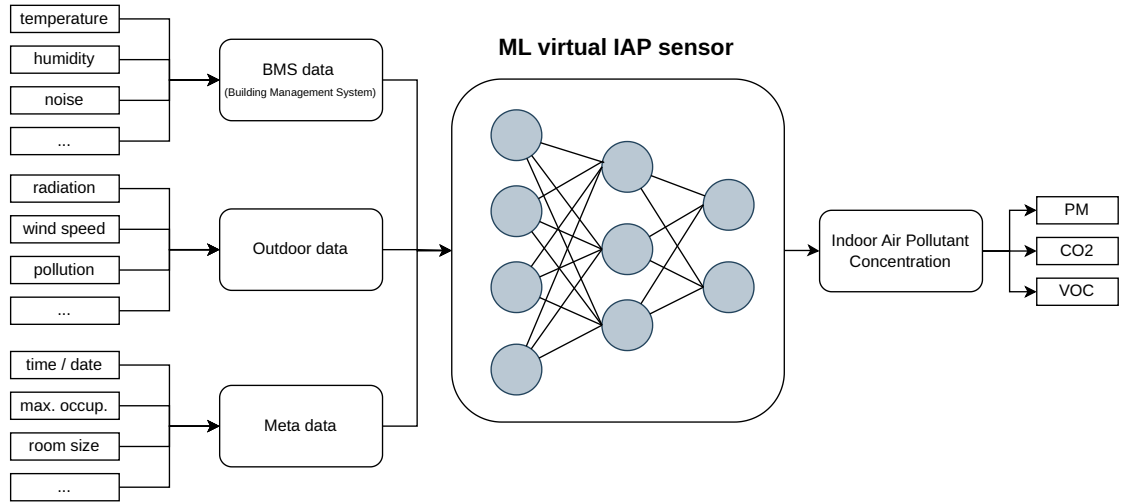 temperature
humidity
noise
...
BMS data
(Building Management System)
radiation
wind speed
pollution
...
Outdoor data
time / date
max. occup.
room size
...
Meta data
ML virtual IAP sensor
Indoor Air Pollutant
Concentration
PM
CO2
VOC